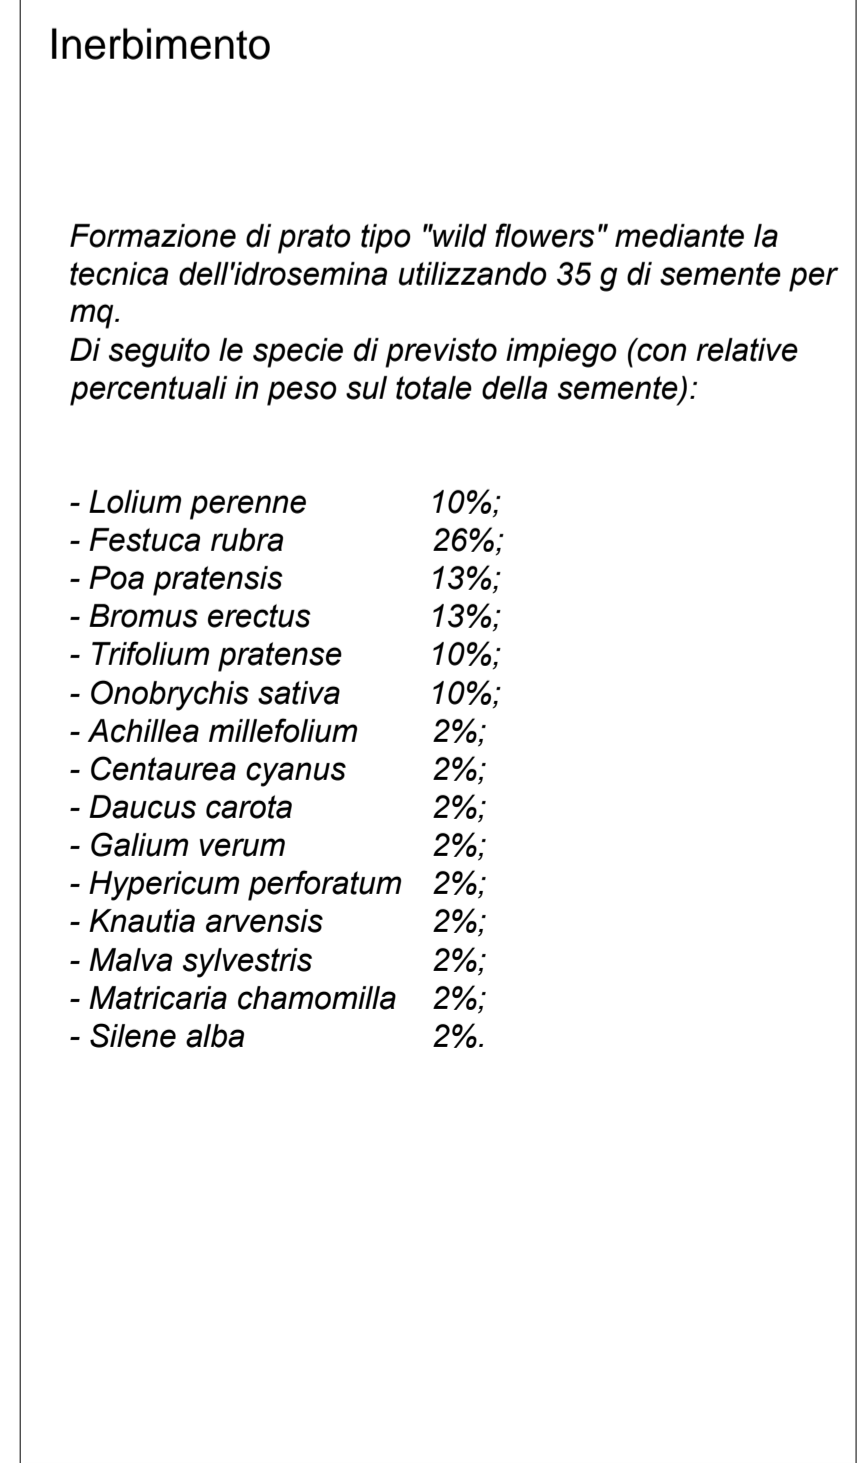 Inerbimento
Formazione di prato tipo "wild flowers" mediante la
tecnica dell'idrosemina utilizzando 35 g di semente per
mq.
Di seguito le specie di previsto impiego (con relative
percentuali in peso sul totale della semente):
- Lolium perenne 10%;
- Festuca rubra 26%;
- Poa pratensis 13%;
- Bromus erectus 13%;
- Trifolium pratense 10%;
- Onobrychis sativa 10%;
- Achillea millefolium 2%;
- Centaurea cyanus 2%;
- Daucus carota 2%;
- Galium verum 2%;
- Hypericum perforatum 2%;
- Knautia arvensis 2%;
- Malva sylvestris 2%;
- Matricaria chamomilla 2%;
- Silene alba 2%.